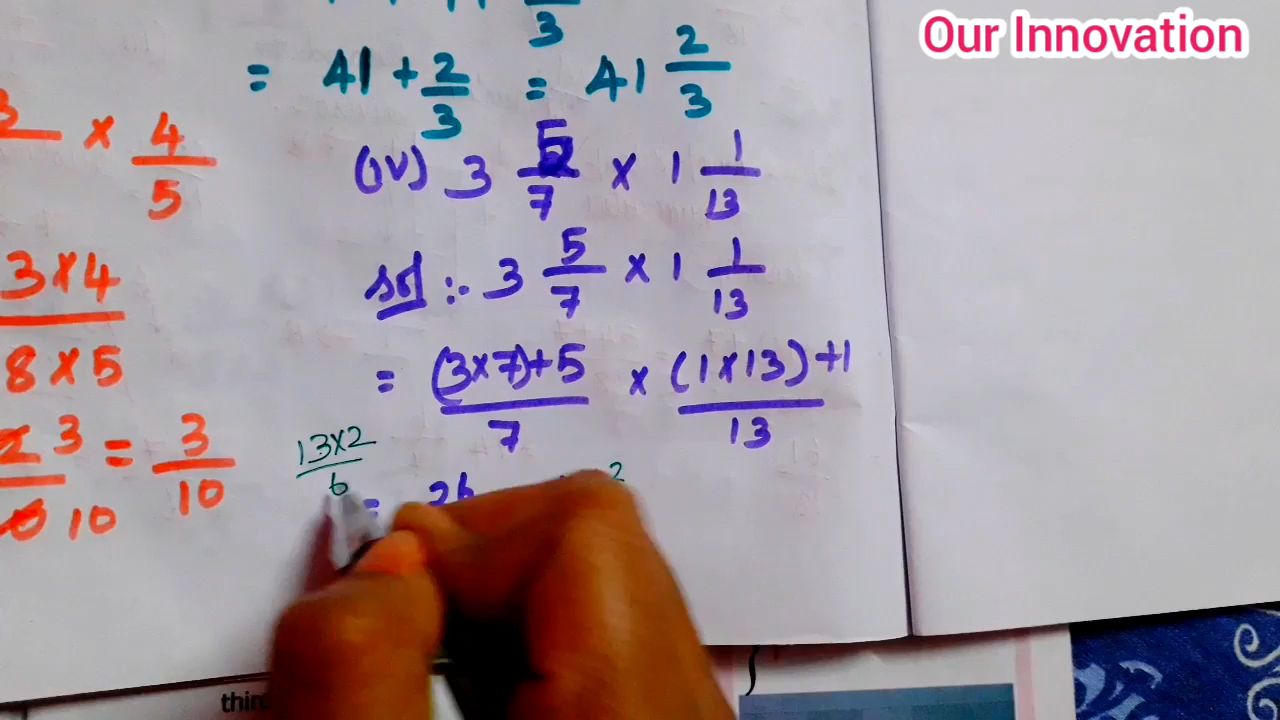 Our Innovation
3
= 41 + 2/3 = 41 2/3
× 4/5
(iv) 3 5/7 × 1 1/13
Sol :- 3 5/7 × 1 1/13
3×4
8×5
= (3×7)+5/7 × (1×13)+1/13
3 = 3/10
10
13×2/6
= 26
2